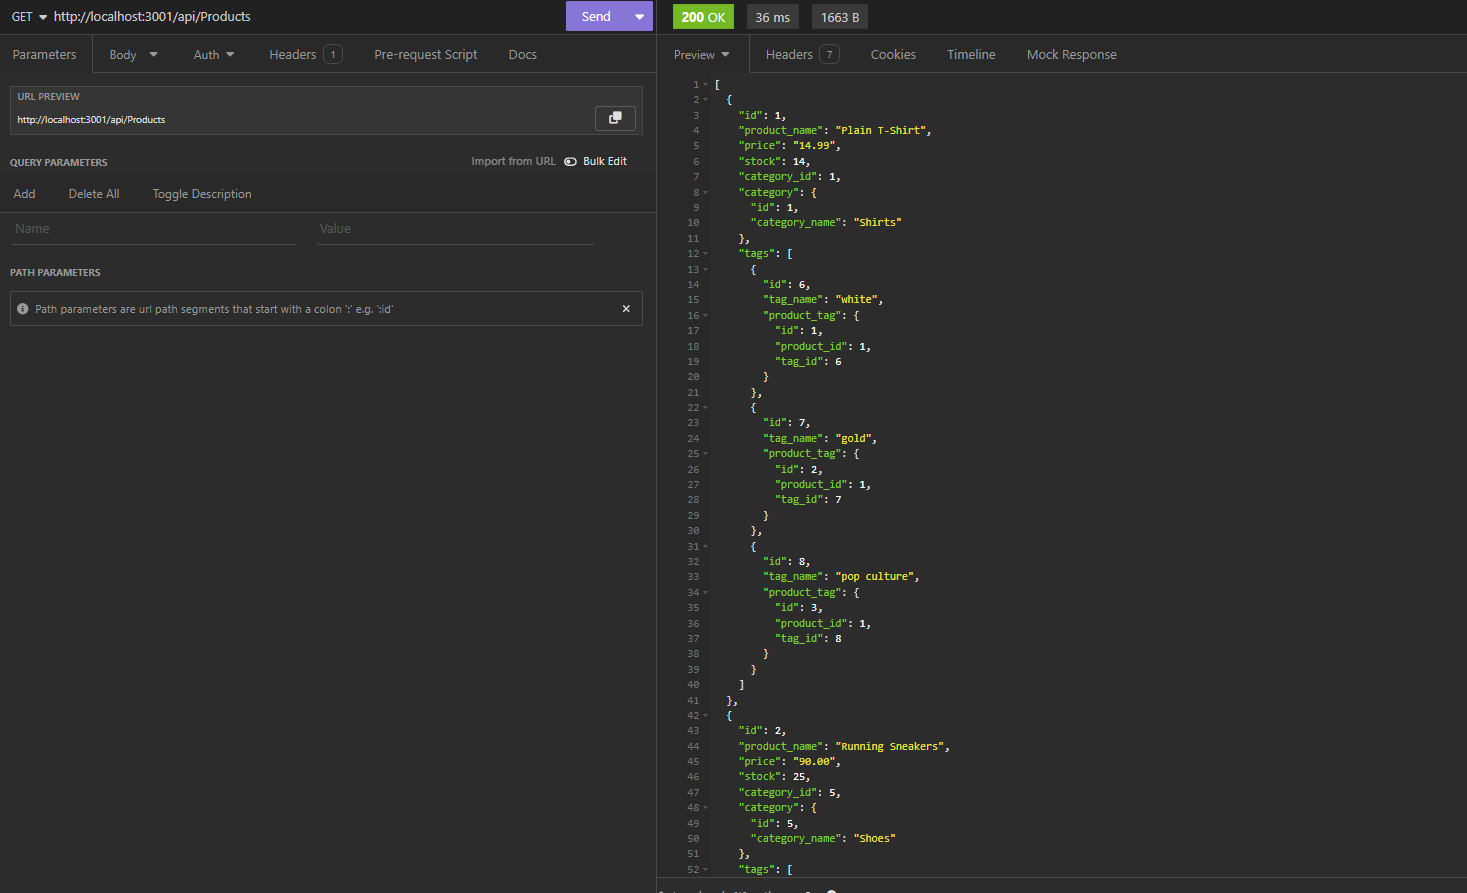 GET http://localhost:3001/api/Products Send
Parameters Body Auth Headers 1 Pre-request Script Docs
URL PREVIEW
http://localhost:3001/api/Products
QUERY PARAMETERS Import from URL Bulk Edit
Add Delete All Toggle Description
Name Value
PATH PARAMETERS
Path parameters are url path segments that start with a colon ':' e.g. ':id'
200 OK 36 ms 1663 B
Preview Headers 7 Cookies Timeline Mock Response
1 [
2 {
3 "id": 1,
4 "product_name": "Plain T-Shirt",
5 "price": "14.99",
6 "stock": 14,
7 "category_id": 1,
8 "category": {
9 "id": 1,
10 "category_name": "Shirts"
11 },
12 "tags": [
13 {
14 "id": 6,
15 "tag_name": "white",
16 "product_tag": {
17 "id": 1,
18 "product_id": 1,
19 "tag_id": 6
20 }
21 },
22 {
23 "id": 7,
24 "tag_name": "gold",
25 "product_tag": {
26 "id": 2,
27 "product_id": 1,
28 "tag_id": 7
29 }
30 },
31 {
32 "id": 8,
33 "tag_name": "pop culture",
34 "product_tag": {
35 "id": 3,
36 "product_id": 1,
37 "tag_id": 8
38 }
39 }
40 ]
41 },
42 {
43 "id": 2,
44 "product_name": "Running Sneakers",
45 "price": "90.00",
46 "stock": 25,
47 "category_id": 5,
48 "category": {
49 "id": 5,
50 "category_name": "Shoes"
51 },
52 "tags": [